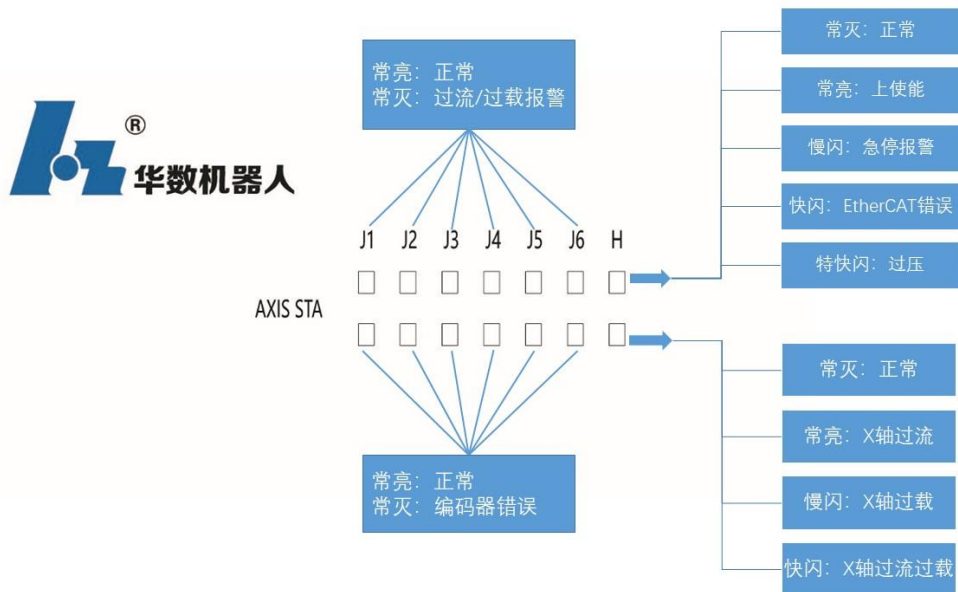 常亮：正常
常灭：过流/过载报警
®
华数机器人
J1 J2 J3 J4 J5 J6 H
AXIS STA
常亮：正常
常灭：编码器错误
常灭：正常
常亮：上使能
慢闪：急停报警
快闪：EtherCAT错误
特快闪：过压
常灭：正常
常亮：X轴过流
慢闪：X轴过载
快闪：X轴过流过载